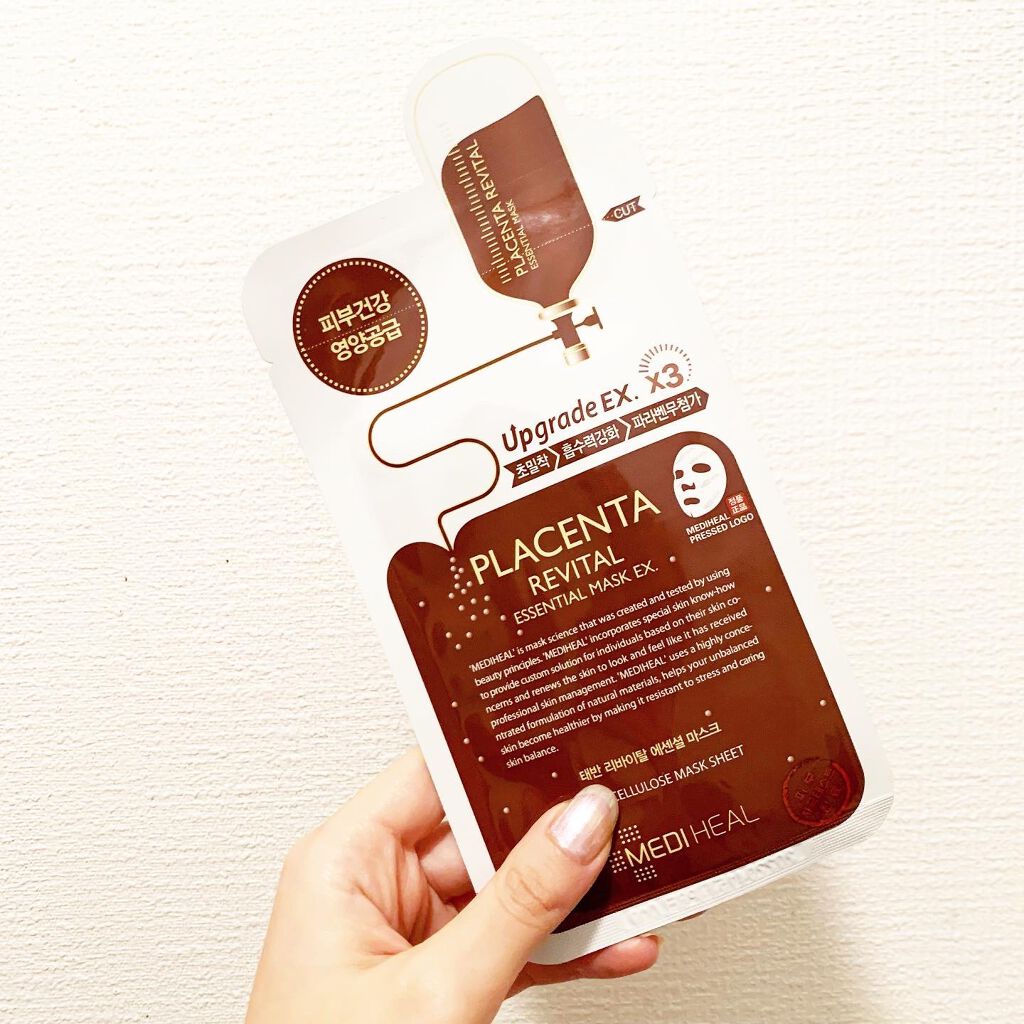 PLACENTA REVITAL
ESSENTIAL MASK
CUT
피부건강
영양공급
Upgrade EX. x3
초밀착 흡수력강화 파라벤무첨가
정품
正品
MEDIHEAL
PRESSED LOGO
PLACENTA
REVITAL
ESSENTIAL MASK EX.
'MEDIHEAL' is mask science that was created and tested by using
beauty principles. 'MEDIHEAL' incorporates special skin know-how
to provide custom solution for individuals based on their skin co-
ncerns and renews the skin to look and feel like it has received
professional skin management. 'MEDIHEAL' uses a highly conce-
ntrated formulation of natural materials, helps your unbalanced
skin become healthier by making it resistant to stress and caring
skin balance.
태반 리바이탈 에센셜 마스크
CELLULOSE MASK SHEET
MEDIHEAL